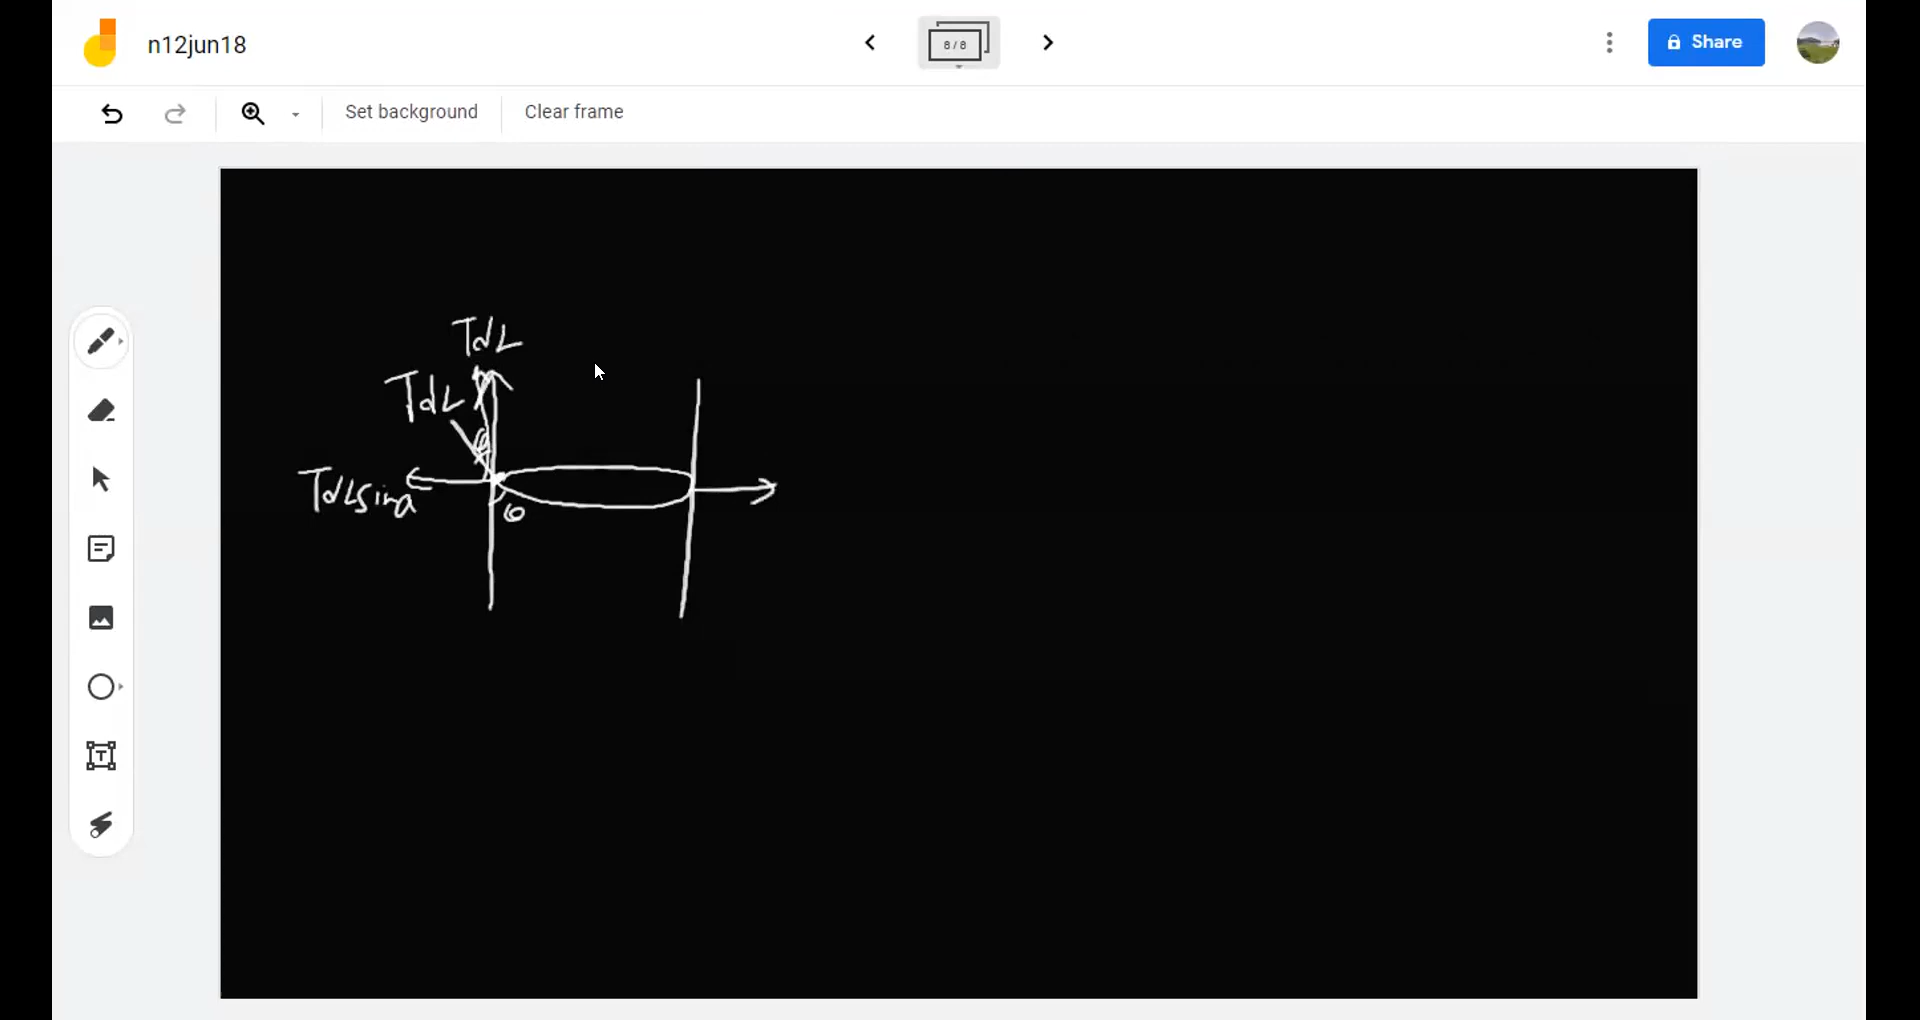 n12jun18
8/8
Share
Set background
Clear frame
TdL
TdL
θ
TdLsinα
θ